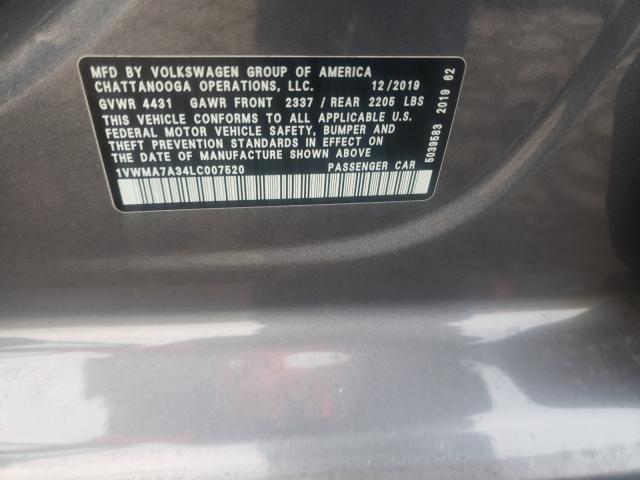 MFD BY VOLKSWAGEN GROUP OF AMERICA
CHATTANOOGA OPERATIONS, LLC. 12/2019
GVWR 4431 GAWR FRONT 2337/REAR 2205 LBS
THIS VEHICLE CONFORMS TO ALL APPLICABLE U.S.
FEDERAL MOTOR VEHICLE SAFETY, BUMPER AND
THEFT PREVENTION STANDARDS IN EFFECT ON
THE DATE OF MANUFACTURE SHOWN ABOVE
1VWMA7A34LC007520 PASSENGER CAR
5039583 2019 62